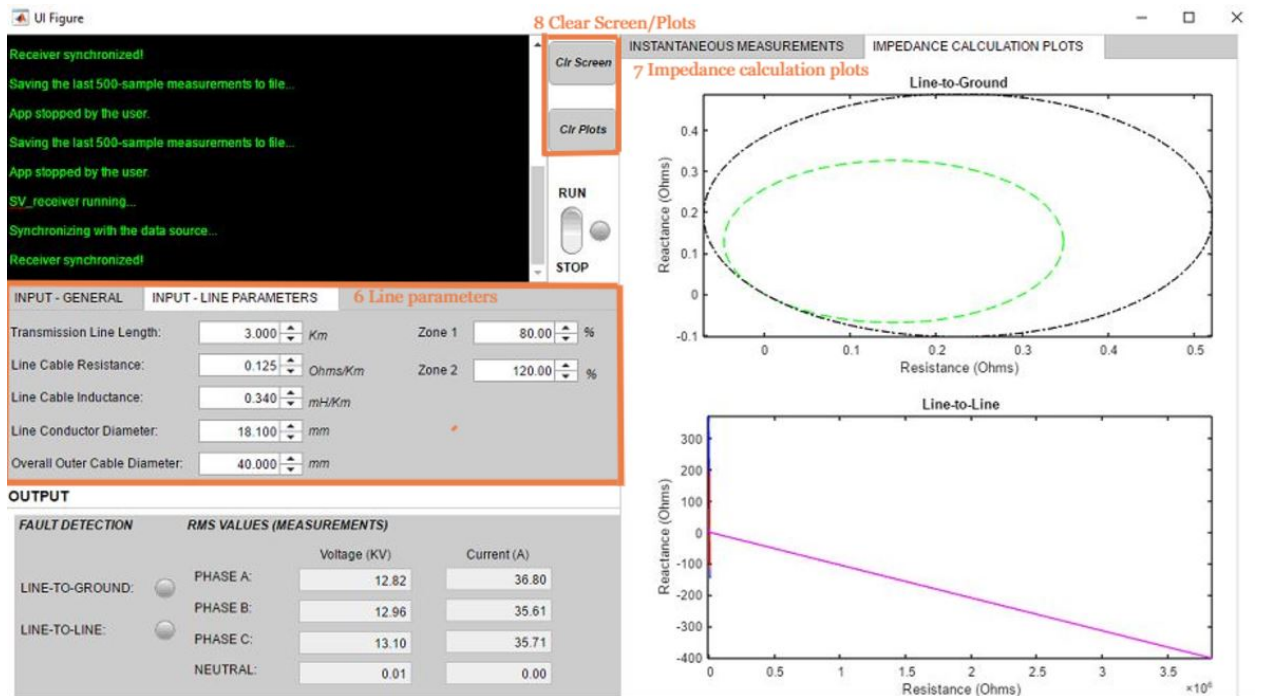 UI Figure
8 Clear Screen/Plots
Receiver synchronized!
Saving the last 500-sample measurements to file...
App stopped by the user.
Saving the last 500-sample measurements to file...
App stopped by the user.
SV_receiver running...
Synchronizing with the data source...
Receiver synchronized!
Clr Screen
Clr Plots
RUN
STOP
INPUT - GENERAL INPUT - LINE PARAMETERS 6 Line parameters
Transmission Line Length: 3.000 Km Zone 1 80.00 %
Line Cable Resistance: 0.125 Ohms/Km Zone 2 120.00 %
Line Cable Inductance: 0.340 mH/Km
Line Conductor Diameter: 18.100 mm
Overall Outer Cable Diameter: 40.000 mm
OUTPUT
FAULT DETECTION RMS VALUES (MEASUREMENTS)
Voltage (KV) Current (A)
LINE-TO-GROUND:
LINE-TO-LINE:
PHASE A: 12.82 36.80
PHASE B: 12.96 35.61
PHASE C: 13.10 35.71
NEUTRAL: 0.01 0.00
INSTANTANEOUS MEASUREMENTS IMPEDANCE CALCULATION PLOTS
7 Impedance calculation plots
Line-to-Ground
Reactance (Ohms)
0.4
0.3
0.2
0.1
0
-0.1
0 0.1 0.2 0.3 0.4 0.5
Resistance (Ohms)
Line-to-Line
Reactance (Ohms)
300
200
100
0
-100
-200
-300
-400
0 0.5 1 1.5 2 2.5 3 3.5
×10⁶
Resistance (Ohms)